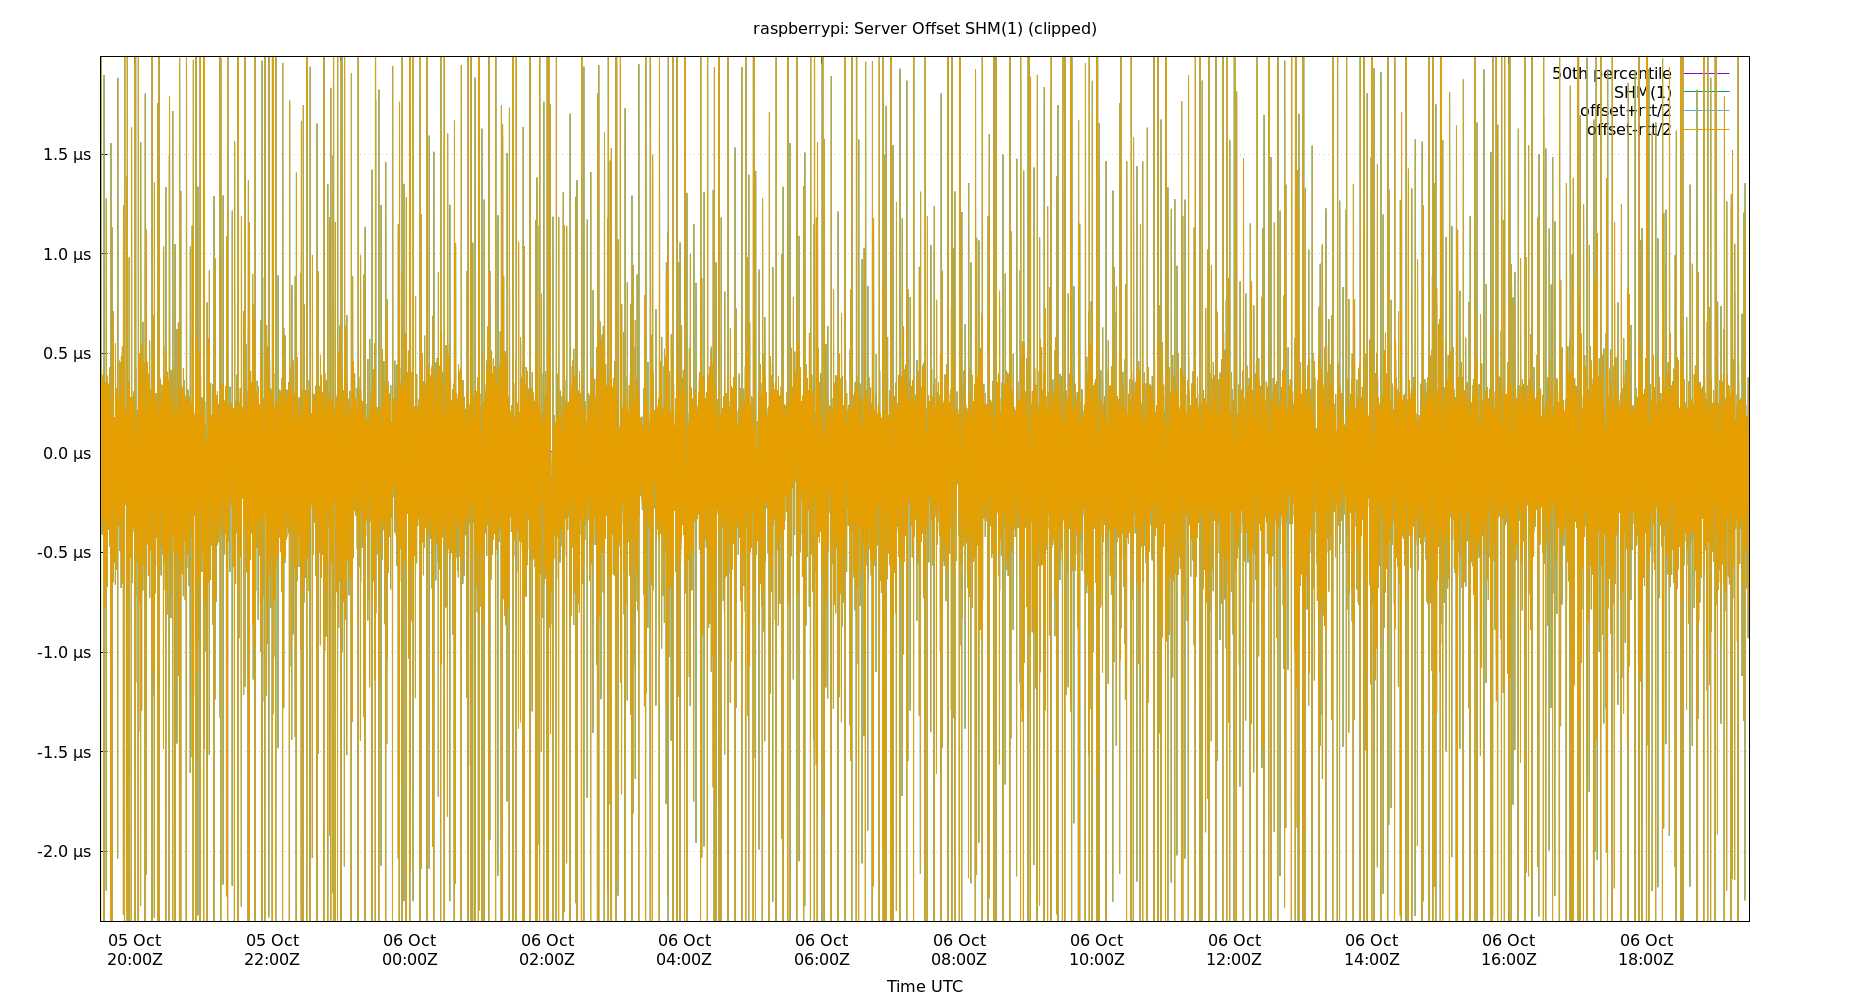 raspberrypi: Server Offset SHM(1) (clipped)
50th percentile
SHM(1)
offset+rtt/2
offset-rtt/2
1.5 µs
1.0 µs
0.5 µs
0.0 µs
-0.5 µs
-1.0 µs
-1.5 µs
-2.0 µs
05 Oct 05 Oct 06 Oct 06 Oct 06 Oct 06 Oct 06 Oct 06 Oct 06 Oct 06 Oct 06 Oct 06 Oct
20:00Z 22:00Z 00:00Z 02:00Z 04:00Z 06:00Z 08:00Z 10:00Z 12:00Z 14:00Z 16:00Z 18:00Z
Time UTC